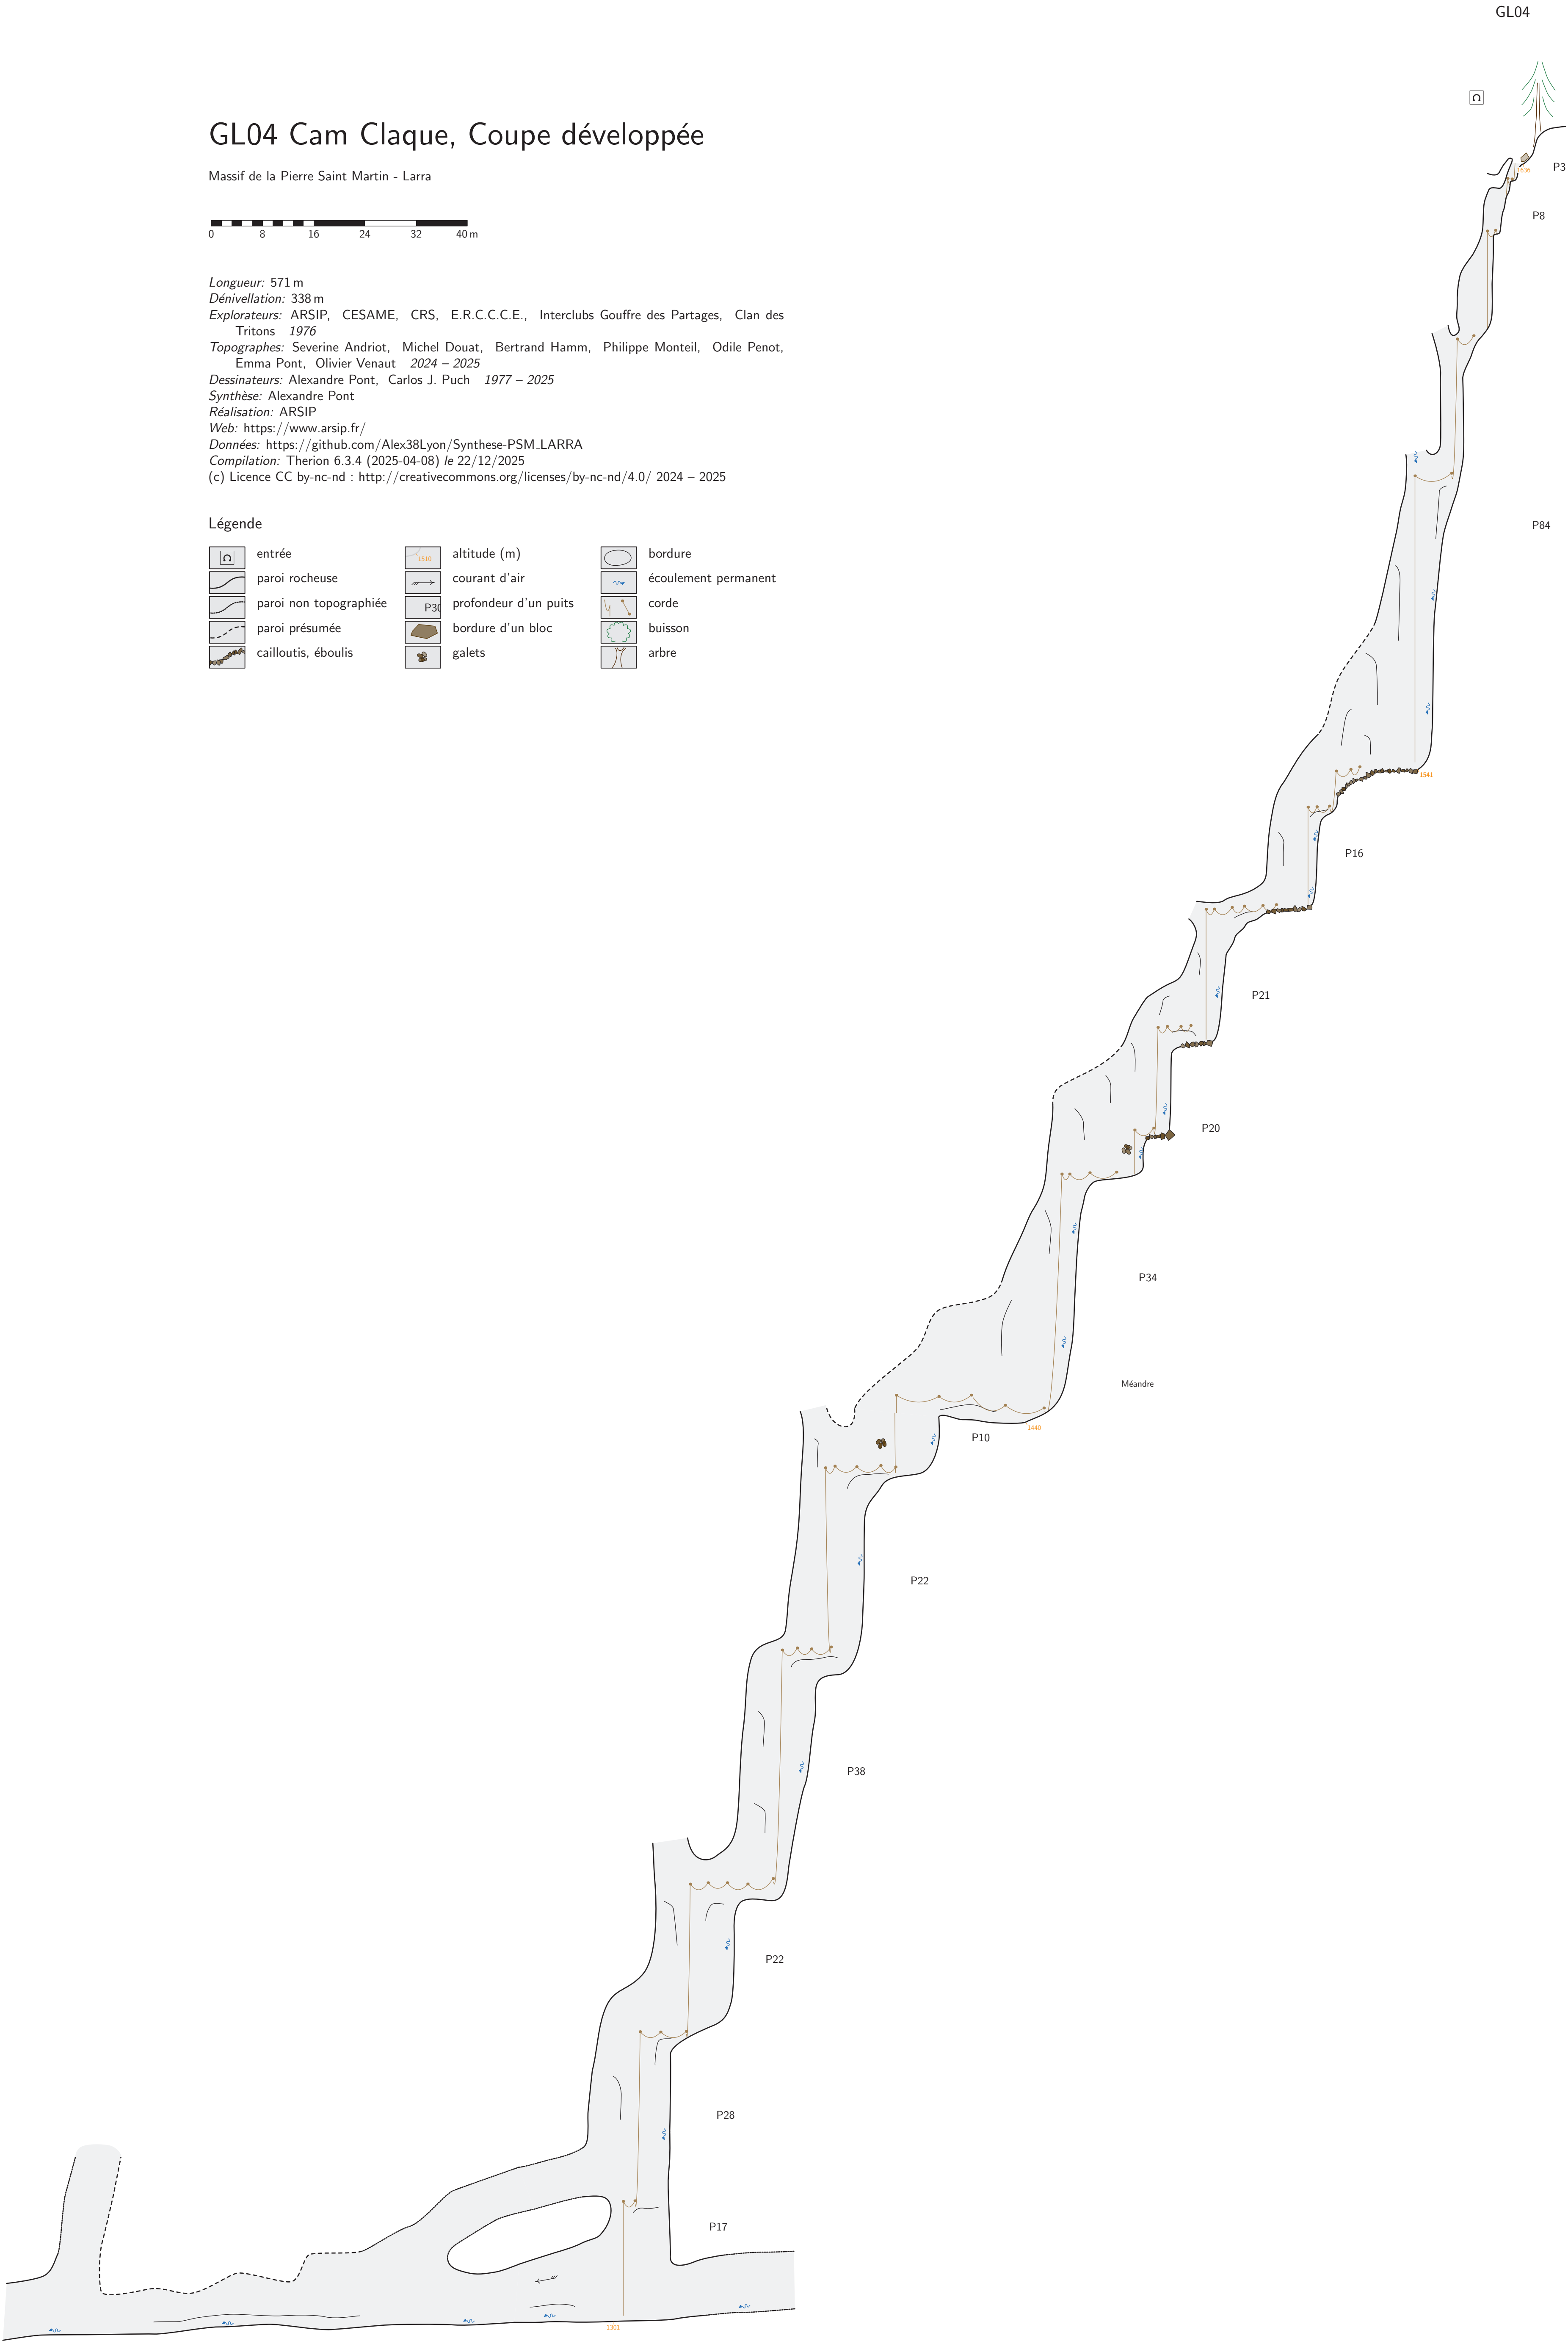 GL04
GL04 Cam Claque, Coupe développée
Massif de la Pierre Saint Martin - Larra
0 8 16 24 32 40 m
Longueur: 571 m
Dénivellation: 338 m
Explorateurs: ARSIP, CESAME, CRS, E.R.C.C.C.E., Interclubs Gouffre des Partages, Clan des
Tritons 1976
Topographes: Severine Andriot, Michel Douat, Bertrand Hamm, Philippe Monteil, Odile Penot,
Emma Pont, Olivier Venaut 2024 – 2025
Dessinateurs: Alexandre Pont, Carlos J. Puch 1977 – 2025
Synthèse: Alexandre Pont
Réalisation: ARSIP
Web: https://www.arsip.fr/
Données: https://github.com/Alex38Lyon/Synthese-PSM_LARRA
Compilation: Therion 6.3.4 (2025-04-08) le 22/12/2025
(c) Licence CC by-nc-nd : http://creativecommons.org/licenses/by-nc-nd/4.0/ 2024 – 2025
Légende
entrée
paroi rocheuse
paroi non topographiée
paroi présumée
cailloutis, éboulis
1510 altitude (m)
courant d'air
P30 profondeur d'un puits
bordure d'un bloc
galets
bordure
écoulement permanent
corde
buisson
arbre
P3
1636
P8
P84
1541
P16
P21
P20
P34
Méandre
1440
P10
P22
P38
P22
P28
P17
1301